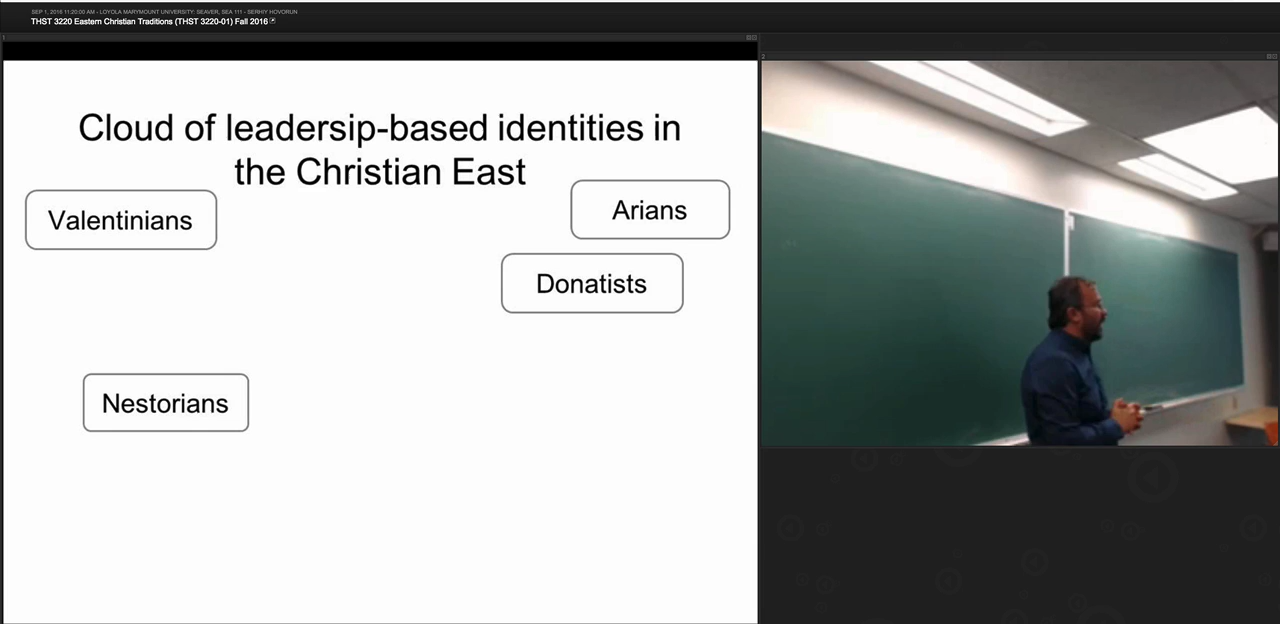 SEP 1, 2016 11:20:00 AM - LOYOLA MARYMOUNT UNIVERSITY: SEAVER, SEA 111 - SERHIY HOVORUN
THST 3220 Eastern Christian Traditions (THST 3220-01) Fall 2016
1
2
Cloud of leadersip-based identities in
the Christian East
Valentinians
Arians
Donatists
Nestorians